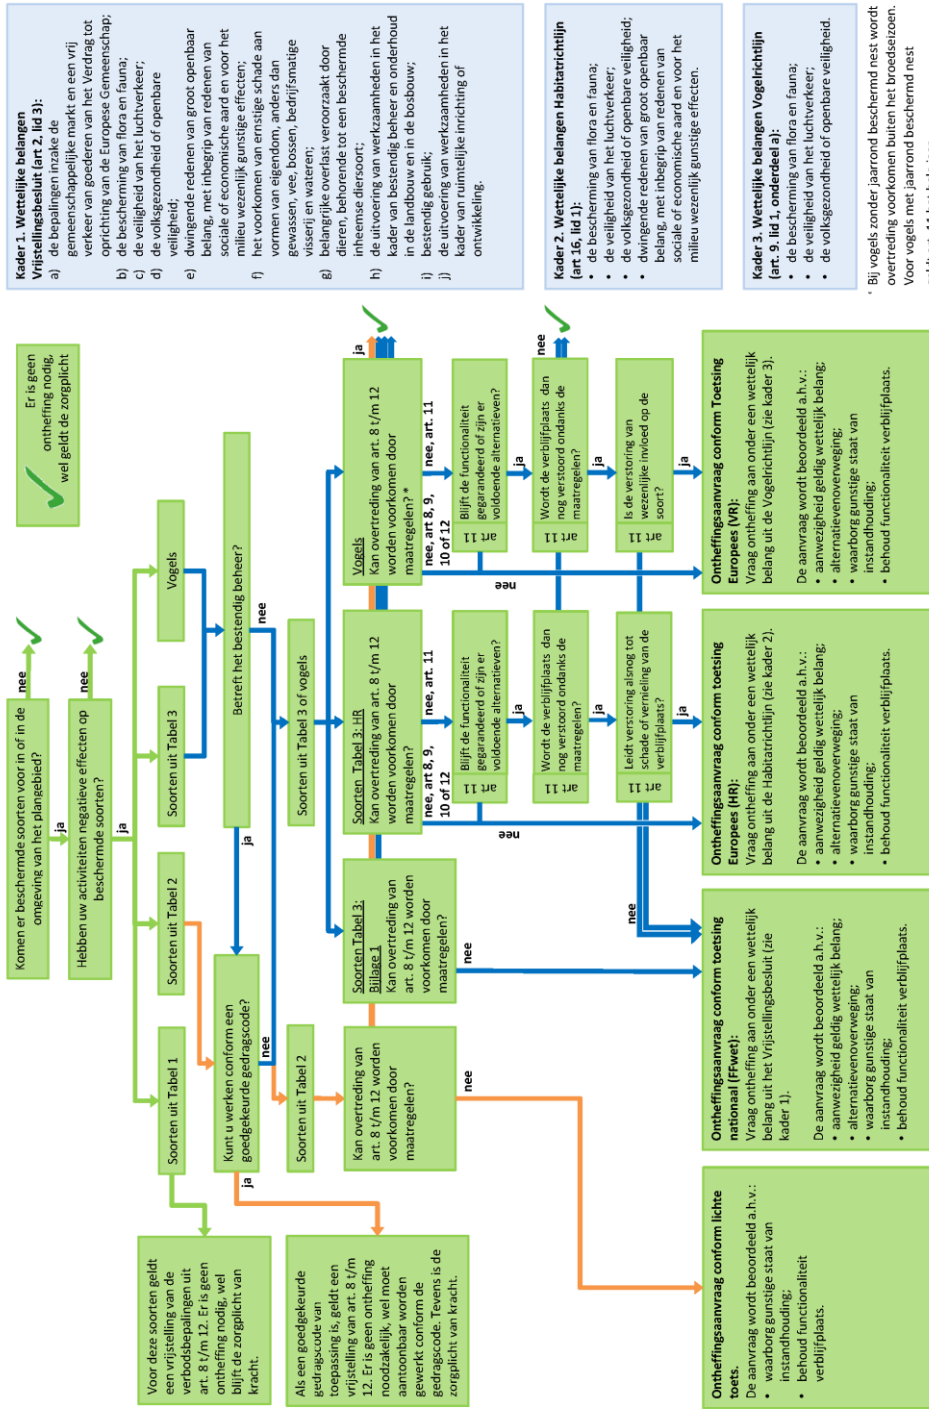 Komen er beschermde soorten voor in of in de
omgeving van het plangebied?
nee
ja
Hebben uw activiteiten negatieve effecten op
beschermde soorten?
nee
ja
Er is geen
ontheffing nodig,
wel geldt de zorgplicht
Soorten uit Tabel 1
Soorten uit Tabel 2
Soorten uit Tabel 3
Vogels
Voor deze soorten geldt
een vrijstelling van de
verbodsbepalingen uit
art. 8 t/m 12. Er is geen
ontheffing nodig, wel
blijft de zorgplicht van
kracht.
Kunt u werken conform een
goedgekeurde gedragscode?
ja
nee
Betreft het bestendig beheer?
ja
nee
Als een goedgekeurde
gedragscode van
toepassing is, geldt een
vrijstelling van art. 8 t/m
12. Er is geen ontheffing
noodzakelijk, wel moet
aantoonbaar worden
gewerkt conform de
gedragscode. Tevens is de
zorgplicht van kracht.
Soorten uit Tabel 2
Soorten uit Tabel 3 of vogels
Kan overtreding van
art. 8 t/m 12 worden
voorkomen door
maatregelen?
nee
Soorten Tabel 3:
Bijlage 1
Kan overtreding van
art. 8 t/m 12 worden
voorkomen door
maatregelen?
nee
Soorten Tabel 3: HR
Kan overtreding van art. 8 t/m 12
worden voorkomen door
maatregelen?
nee, art 8, 9,
10 of 12
nee, art. 11
Vogels
Kan overtreding van art. 8 t/m 12
worden voorkomen door
maatregelen? *
ja
nee, art 8, 9,
10 of 12
nee, art. 11
art 11
Blijft de functionaliteit
gegarandeerd of zijn er
voldoende alternatieven?
nee
ja
art 11
Blijft de functionaliteit
gegarandeerd of zijn er
voldoende alternatieven?
nee
ja
art 11
Wordt de verblijfplaats dan
nog verstoord ondanks de
maatregelen?
ja
art 11
Wordt de verblijfplaats dan
nog verstoord ondanks de
maatregelen?
nee
ja
art 11
Leidt verstoring alsnog tot
schade of vernieling van de
verblijfplaats?
nee
ja
art 11
Is de verstoring van
wezenlijke invloed op de
soort?
ja
Ontheffingsaanvraag conform lichte
toets.
De aanvraag wordt beoordeeld a.h.v.:
• waarborg gunstige staat van
instandhouding;
• behoud functionaliteit
verblijfplaats.
Ontheffingsaanvraag conform toetsing
nationaal (FFwet)
Vraag ontheffing aan onder een wettelijk
belang uit het Vrijstellingsbesluit (zie
kader 1).
De aanvraag wordt beoordeeld a.h.v.:
• aanwezigheid geldig wettelijk belang;
• alternatievenoverweging;
• waarborg gunstige staat van
instandhouding;
• behoud functionaliteit verblijfplaats.
Ontheffingsaanvraag conform toetsing
Europees (HR)
Vraag ontheffing aan onder een wettelijk
belang uit de Habitatrichtlijn (zie kader 2).
De aanvraag wordt beoordeeld a.h.v.:
• aanwezigheid geldig wettelijk belang;
• alternatievenoverweging;
• waarborg gunstige staat van
instandhouding;
• behoud functionaliteit verblijfplaats.
Ontheffingsaanvraag conform Toetsing
Europees (VR)
Vraag ontheffing aan onder een wettelijk
belang uit de Vogelrichtlijn (zie kader 3).
De aanvraag wordt beoordeeld a.h.v.:
• aanwezigheid geldig wettelijk belang;
• alternatievenoverweging;
• waarborg gunstige staat van
instandhouding;
• behoud functionaliteit verblijfplaats.
Kader 1. Wettelijke belangen
Vrijstellingsbesluit (art 2, lid 3):
a) de bepalingen inzake de
gemeenschappelijke markt en een vrij
verkeer van goederen van het Verdrag tot
oprichting van de Europese Gemeenschap;
b) de bescherming van flora en fauna;
c) de veiligheid van het luchtverkeer;
d) de volksgezondheid of openbare
veiligheid;
e) dwingende redenen van groot openbaar
belang, met inbegrip van redenen van
sociale of economische aard en voor het
milieu wezenlijk gunstige effecten;
f) het voorkomen van ernstige schade aan
vormen van eigendom, anders dan
gewassen, vee, bossen, bedrijfsmatige
visserij en wateren;
g) belangrijke overlast veroorzaakt door
dieren, behorende tot een beschermde
inheemse diersoort;
h) de uitvoering van werkzaamheden in het
kader van bestendig beheer en onderhoud
in de landbouw en in de bosbouw;
i) bestendig gebruik;
j) de uitvoering van werkzaamheden in het
kader van ruimtelijke inrichting of
ontwikkeling.
Kader 2. Wettelijke belangen Habitatrichtlijn
(art 16, lid 1):
• de bescherming van flora en fauna;
• de veiligheid van het luchtverkeer;
• de volksgezondheid of openbare veiligheid;
• dwingende redenen van groot openbaar
belang, met inbegrip van redenen van
sociale of economische aard en voor het
milieu wezenlijk gunstige effecten.
Kader 3. Wettelijke belangen Vogelrichtlijn
(art. 9. lid 1, onderdeel a):
• de bescherming van flora en fauna;
• de veiligheid van het luchtverkeer;
• de volksgezondheid of openbare veiligheid.
* Bij vogels zonder jaarrond beschermd nest wordt
overtreding voorkomen buiten het broedseizoen.
Voor vogels met jaarrond beschermd nest